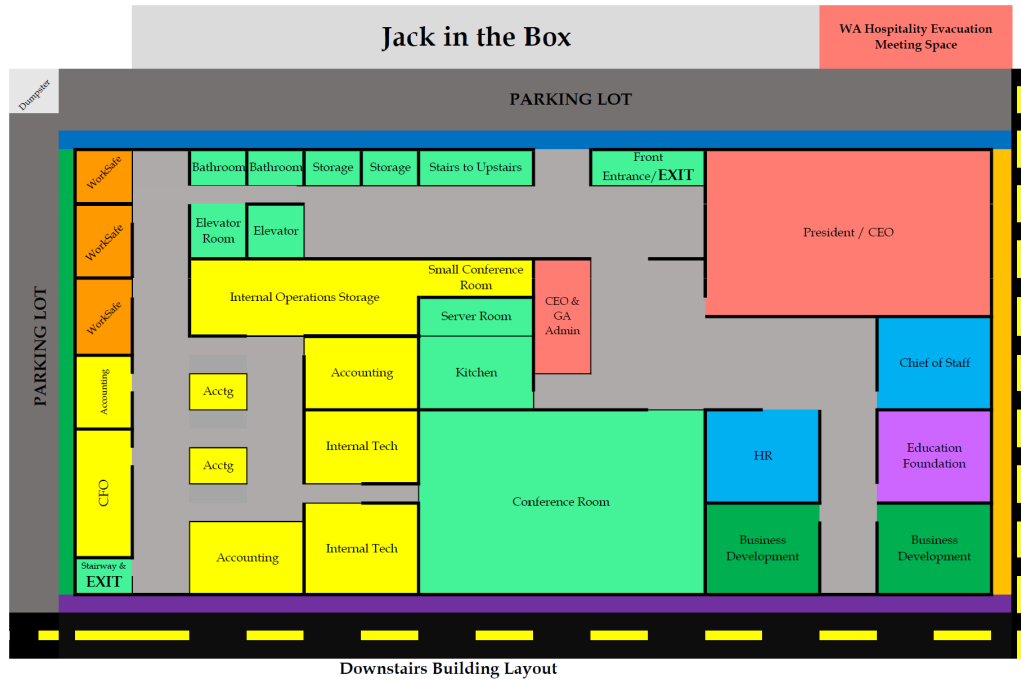 Jack in the Box
WA Hospitality Evacuation
Meeting Space
Dumpster
PARKING LOT
PARKING LOT
WorkSafe
Bathroom
Bathroom
Storage
Storage
Stairs to Upstairs
Front
Entrance/EXIT
WorkSafe
Elevator
Room
Elevator
President / CEO
WorkSafe
Internal Operations Storage
Small Conference
Room
Server Room
CEO &
GA
Admin
Accounting
Acctg
Accounting
Kitchen
Chief of Staff
CFO
Acctg
Internal Tech
Conference Room
HR
Education
Foundation
Stairway &
EXIT
Accounting
Internal Tech
Business
Development
Business
Development
Downstairs Building Layout